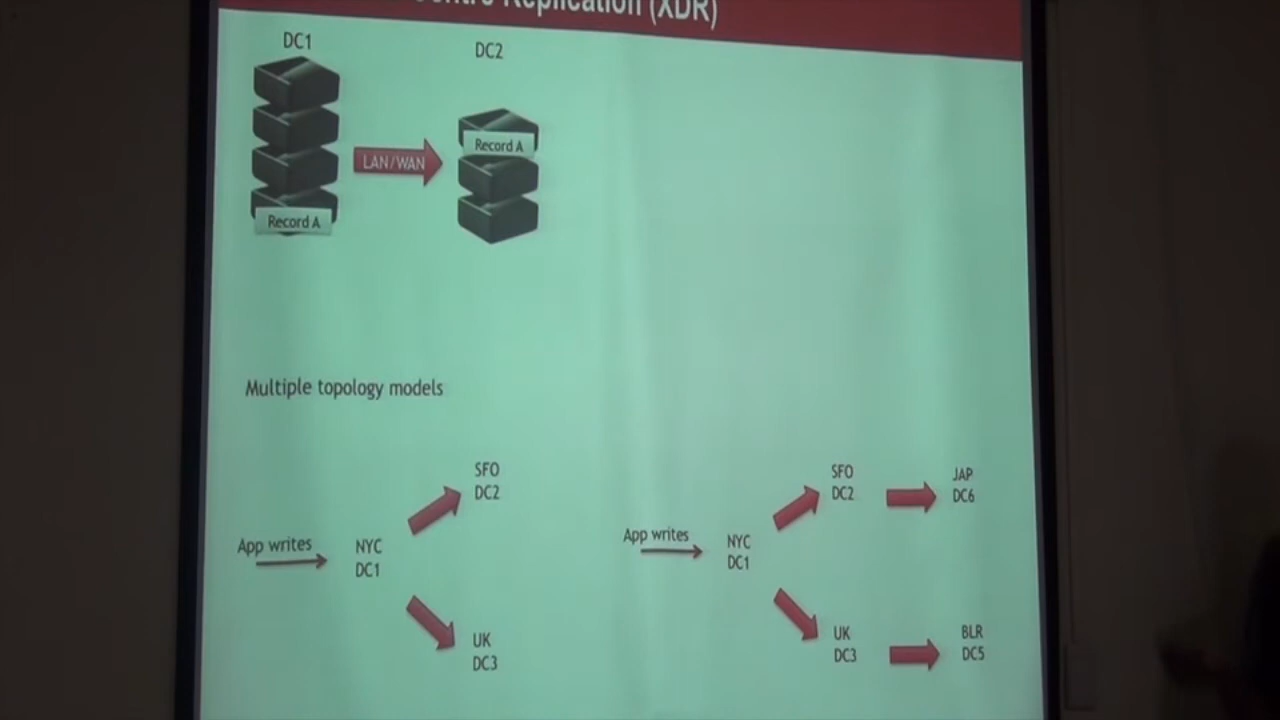 Replication (XDR)
DC1
DC2
Record A
LAN/WAN
Record A
Multiple topology models
SFO
DC2
App writes
NYC
DC1
UK
DC3
SFO
DC2
JAP
DC6
App writes
NYC
DC1
UK
DC3
BLR
DC5